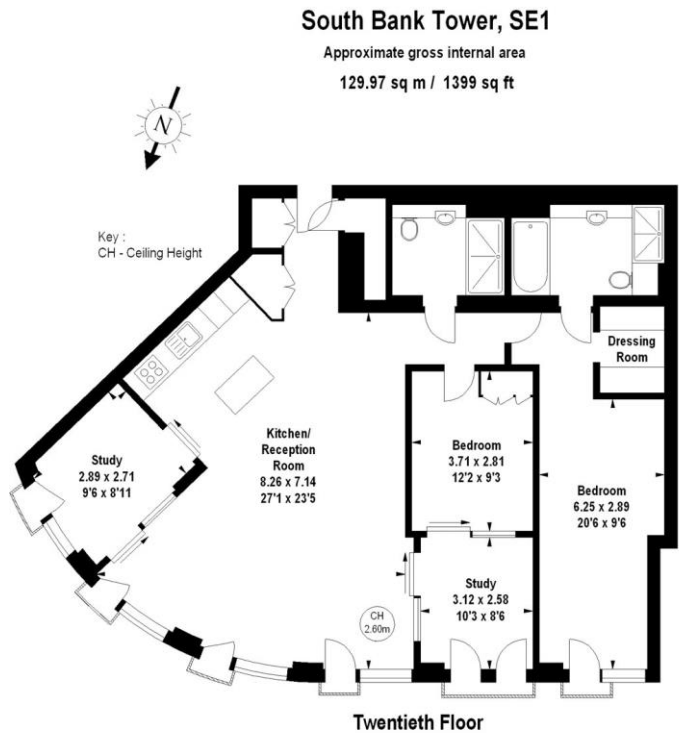 South Bank Tower, SE1
Approximate gross internal area
129.97 sq m / 1399 sq ft
N
Key :
CH - Ceiling Height
Dressing
Room
Kitchen/
Reception
Room
8.26 x 7.14
27'1 x 23'5
Study
2.89 x 2.71
9'6 x 8'11
Bedroom
3.71 x 2.81
12'2 x 9'3
Bedroom
6.25 x 2.89
20'6 x 9'6
Study
3.12 x 2.58
10'3 x 8'6
CH
2.60m
Twentieth Floor